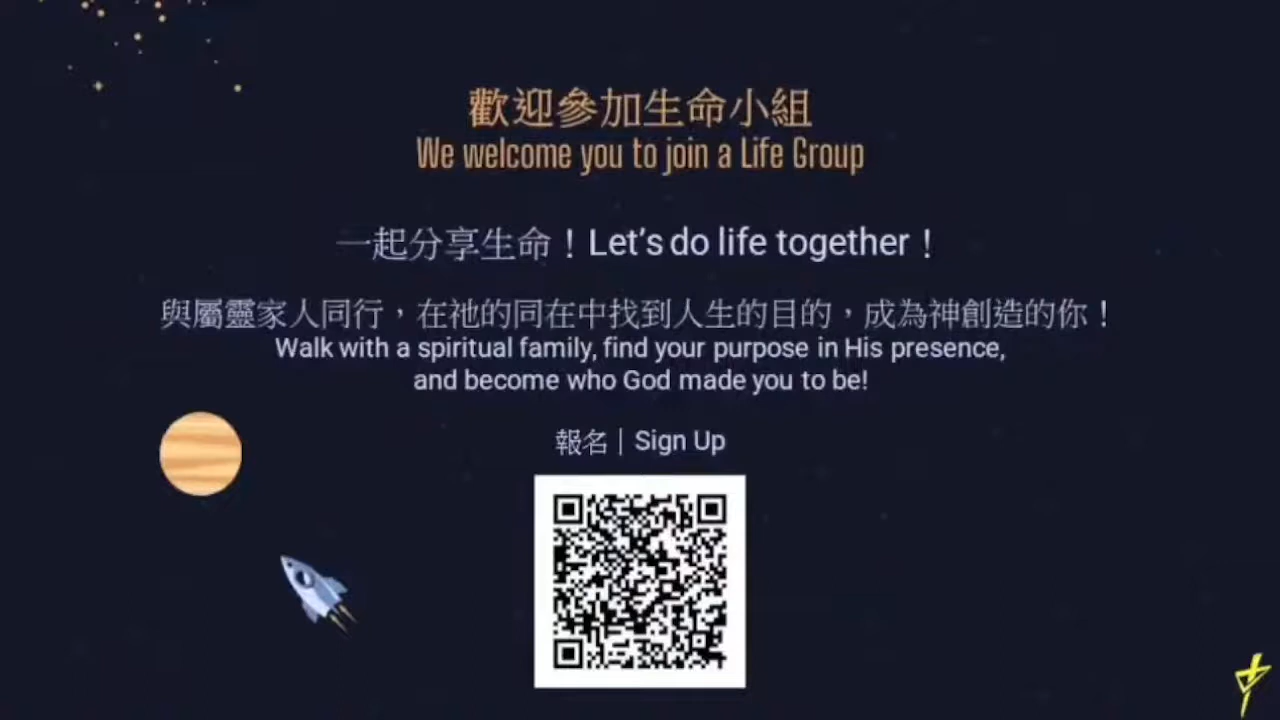 歡迎參加生命小組
We welcome you to join a Life Group
一起分享生命！Let's do life together！
與屬靈家人同行，在祂的同在中找到人生的目的，成為神創造的你！
Walk with a spiritual family, find your purpose in His presence,
and become who God made you to be!
報名｜Sign Up